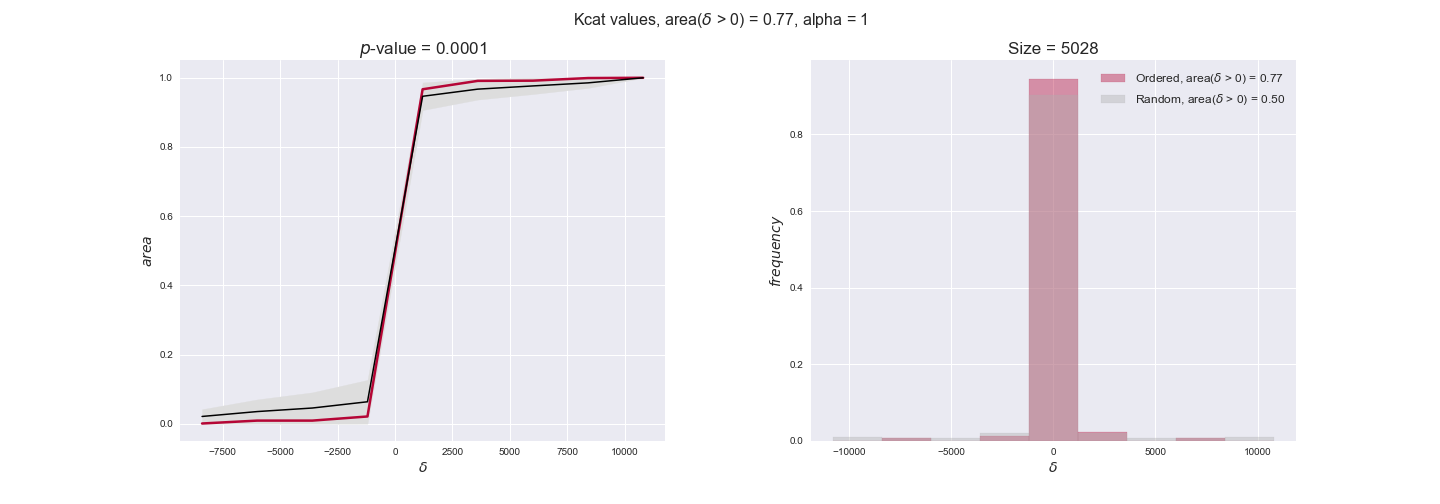 Kcat values, area(δ > 0) = 0.77, alpha = 1
p-value = 0.0001
1.0
0.8
0.6
0.4
0.2
0.0
area
−7500 −5000 −2500 0 2500 5000 7500 10000
δ
Size = 5028
Ordered, area(δ > 0) = 0.77
Random, area(δ > 0) = 0.50
0.8
0.6
0.4
0.2
0.0
frequency
−10000 −5000 0 5000 10000
δ